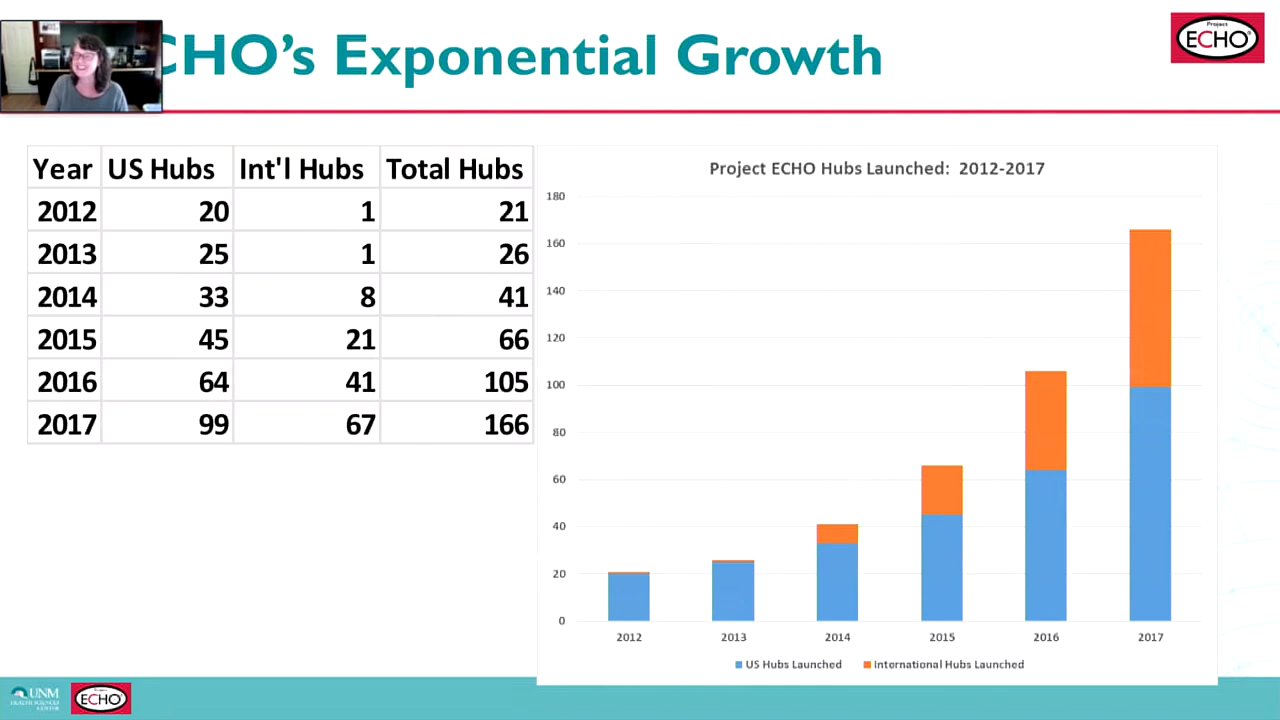 CHO’s Exponential Growth
Project
ECHO®
Year US Hubs Int'l Hubs Total Hubs
2012 20 1 21
2013 25 1 26
2014 33 8 41
2015 45 21 66
2016 64 41 105
2017 99 67 166
Project ECHO Hubs Launched: 2012-2017
180
160
140
120
100
80
60
40
20
0
2012 2013 2014 2015 2016 2017
US Hubs Launched International Hubs Launched
UNM
HEALTH SCIENCES
CENTER
Project
ECHO